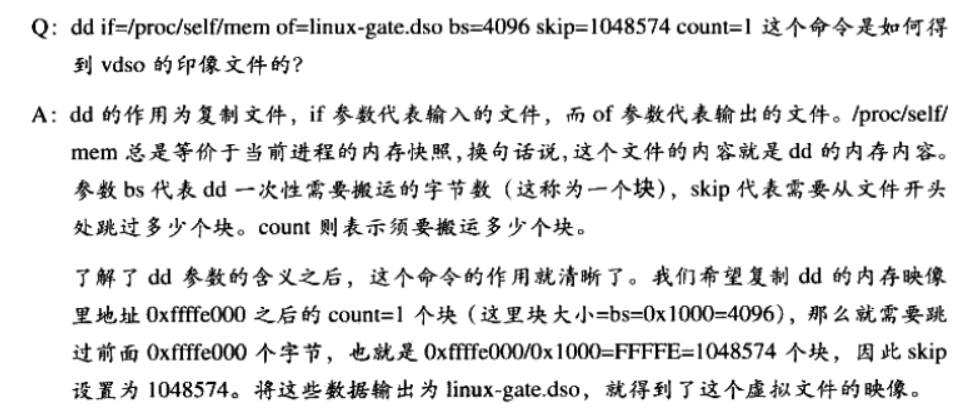 Q: dd if=/proc/self/mem of=linux-gate.dso bs=4096 skip=1048574 count=1 这个命令是如何得
到 vdso 的印像文件的?
A: dd 的作用为复制文件，if 参数代表输入的文件，而 of 参数代表输出的文件。/proc/self/
mem 总是等价于当前进程的内存快照,换句话说,这个文件的内容就是 dd 的内存内容。
参数 bs 代表 dd 一次性需要搬运的字节数（这称为一个块），skip 代表需要从文件开头
处跳过多少个块。count 则表示须要搬运多少个块。
了解了 dd 参数的含义之后，这个命令的作用就清晰了。我们希望复制 dd 的内存映像
里地址 0xffffe000 之后的 count=1 个块（这里块大小=bs=0x1000=4096），那么就需要跳
过前面 0xffffe000 个字节，也就是 0xffffe000/0x1000=FFFFE=1048574 个块，因此 skip
设置为 1048574。将这些数据输出为 linux-gate.dso，就得到了这个虚拟文件的映像。